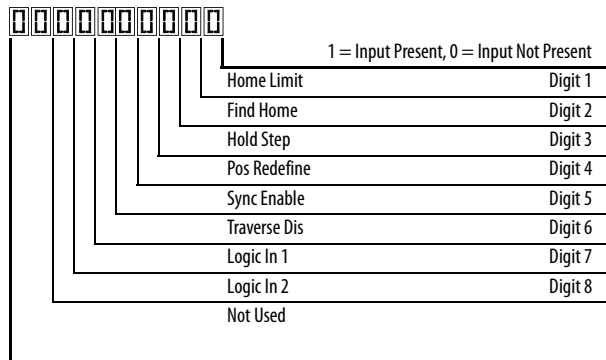 0000000000
1 = Input Present, 0 = Input Not Present
Home Limit Digit 1
Find Home Digit 2
Hold Step Digit 3
Pos Redefine Digit 4
Sync Enable Digit 5
Traverse Dis Digit 6
Logic In 1 Digit 7
Logic In 2 Digit 8
Not Used